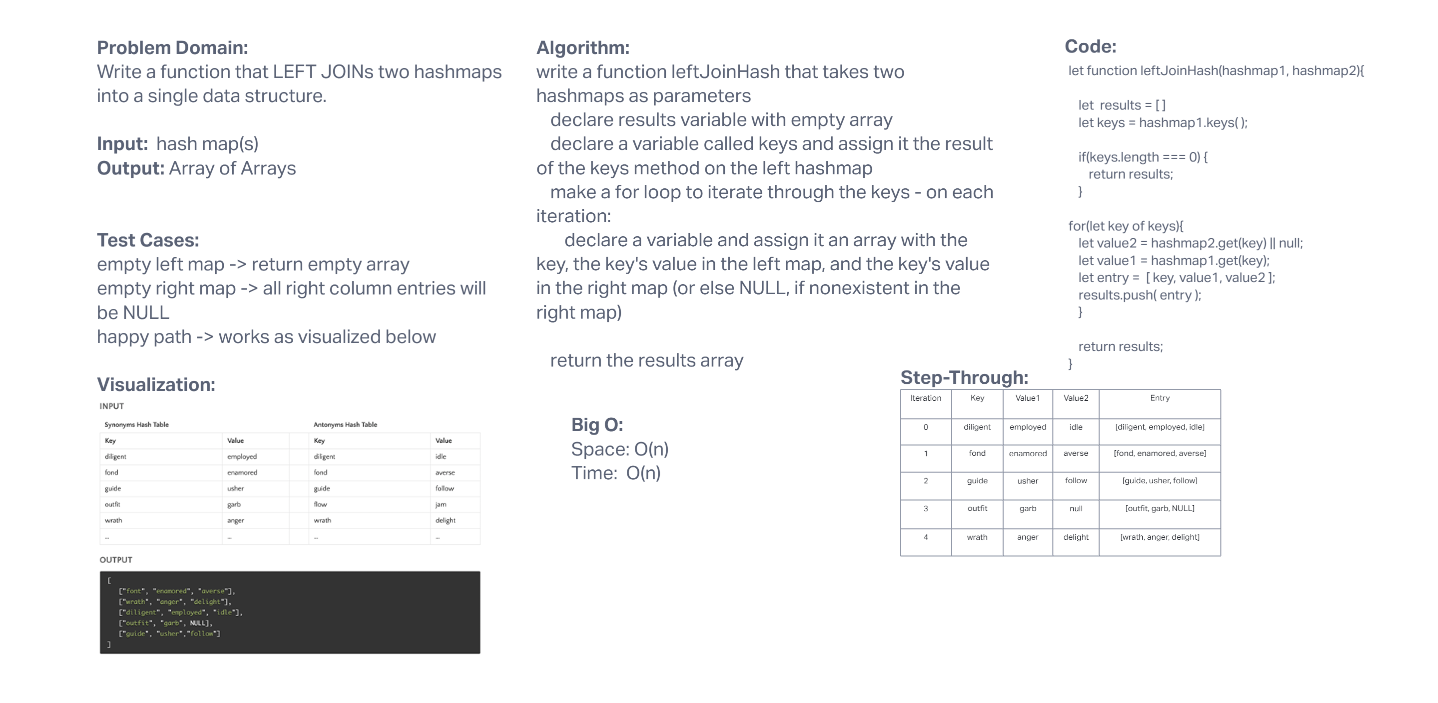 Problem Domain:
Write a function that LEFT JOINs two hashmaps
into a single data structure.
Input:  hash map(s)
Output: Array of Arrays
Test Cases:
empty left map -> return empty array
empty right map -> all right column entries will
be NULL
happy path -> works as visualized below
Visualization:
INPUT
Synonyms Hash Table Antonyms Hash Table
Key Value Key Value
diligent employed diligent idle
fond enamored fond averse
guide usher guide follow
outfit garb flow jam
wrath anger wrath delight
... ... ... ...
OUTPUT
[
["font", "enamored", "averse"],
["wrath", "anger", "delight"],
["diligent", "employed", "idle"],
["outfit", "garb", NULL],
["guide", "usher","follow"]
]
Algorithm:
write a function leftJoinHash that takes two
hashmaps as parameters
declare results variable with empty array
declare a variable called keys and assign it the result
of the keys method on the left hashmap
make a for loop to iterate through the keys - on each
iteration:
declare a variable and assign it an array with the
key, the key's value in the left map, and the key's value
in the right map (or else NULL, if nonexistent in the
right map)
return the results array
Big O:
Space: O(n)
Time:  O(n)
Code:
let function leftJoinHash(hashmap1, hashmap2){
let  results = [ ]
let keys = hashmap1.keys( );
if(keys.length === 0) {
return results;
}
for(let key of keys){
let value2 = hashmap2.get(key) || null;
let value1 = hashmap1.get(key);
let entry =  [ key, value1, value2 ];
results.push( entry );
}
return results;
}
Step-Through:
Iteration Key Value1 Value2 Entry
0 diligent employed idle [diligent, employed, idle]
1 fond enamored averse [fond, enamored, averse]
2 guide usher follow [guide, usher, follow]
3 outfit garb null [outfit, garb, NULL]
4 wrath anger delight [wrath, anger, delight]